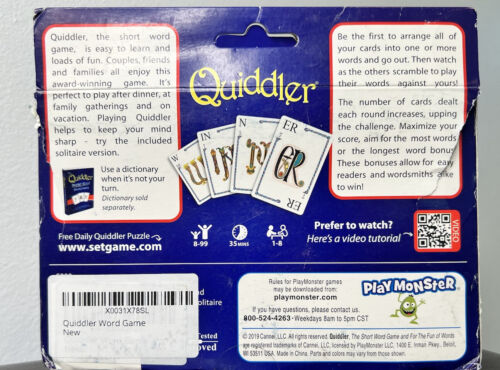 Quiddler, the short word
game, is easy to learn and
loads of fun. Couples, friends
and families all enjoy this
award-winning game. It's
perfect to play after dinner, at
family gatherings and on
vacation. Playing Quiddler
helps to keep your mind
sharp - try the included
solitaire version.
Quiddler
Use a dictionary
when it's not your
turn.
Dictionary sold
separately.
Quiddler
W
IN
N
ER
W
IN
N
ER
ER
Be the first to arrange all of
your cards into one or more
words and go out. Then watch
as the others scramble to play
their words against yours!
The number of cards dealt
each round increases, upping
the challenge. Maximize your
score, aim for the most words
or the longest word bonus!
These bonuses allow for easy
readers and wordsmiths alike
to win!
Free Daily Quiddler Puzzle
www.setgame.com
8-99
35 MINS
1-8
Prefer to watch?
Here's a video tutorial
VIDEO
X0031X78SL
Quiddler Word Game
New
olitaire
Tested
oved
Rules for PlayMonster games
may be downloaded from:
playmonster.com
If you have questions, please contact us.
800-524-4263 • Weekdays 8am to 5pm CST
PlayMonster
© 2019 Cannei, LLC. All rights reserved. Quiddler, The Short Word Game and For The Fun of Words
are registered trademarks of Cannei, LLC, licensed by PlayMonster LLC, 1400 E. Inman Pkwy., Beloit,
WI 53511 USA. Made in China. Parts and colors may vary from those shown.